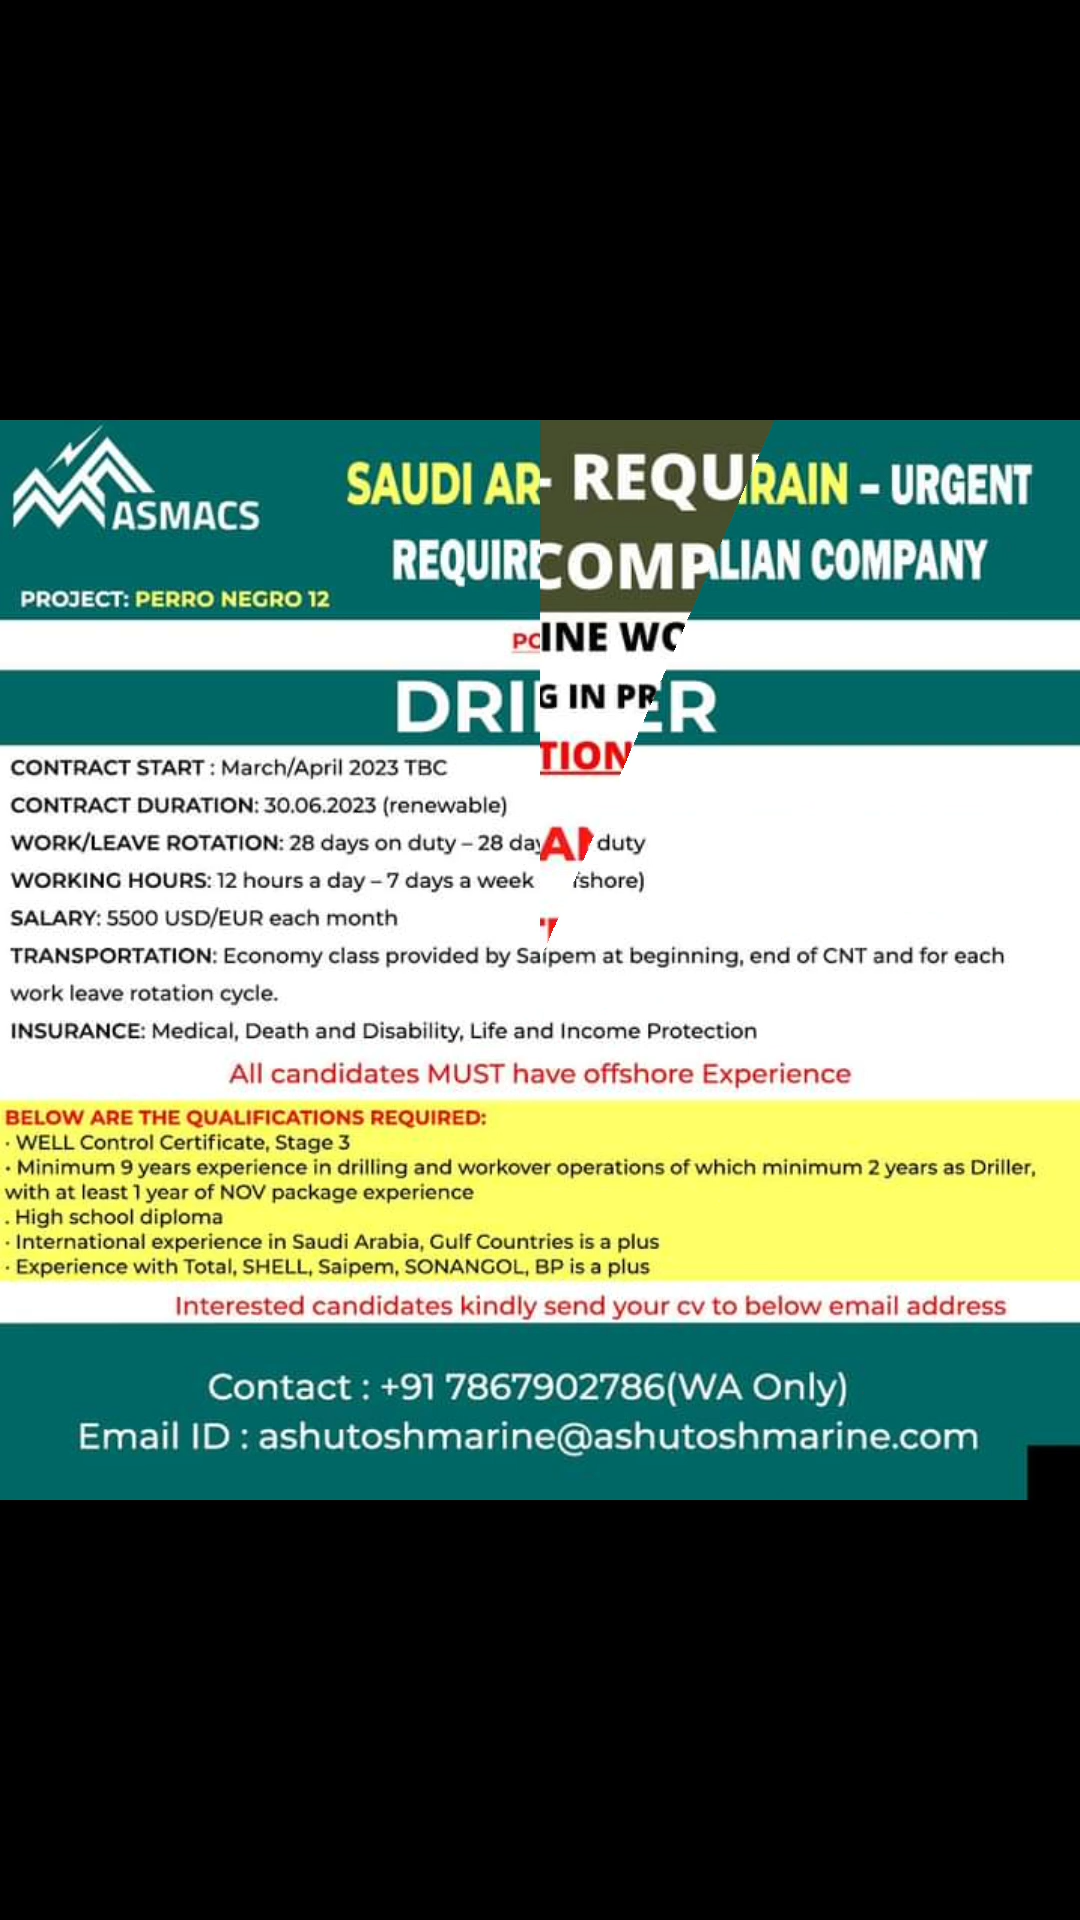 ASMACS
SAUDI AR - REQUIRAIN – URGENT
REQUIRE COMPALIAN COMPANY
PROJECT: PERRO NEGRO 12
PO INE WO
DRI ER
G IN PR
TION
CONTRACT START : March/April 2023 TBC
CONTRACT DURATION: 30.06.2023 (renewable)
WORK/LEAVE ROTATION: 28 days on duty – 28 day duty
WORKING HOURS: 12 hours a day – 7 days a week shore)
SALARY: 5500 USD/EUR each month
TRANSPORTATION: Economy class provided by Saipem at beginning, end of CNT and for each
work leave rotation cycle.
INSURANCE: Medical, Death and Disability, Life and Income Protection
All candidates MUST have offshore Experience
BELOW ARE THE QUALIFICATIONS REQUIRED:
· WELL Control Certificate, Stage 3
· Minimum 9 years experience in drilling and workover operations of which minimum 2 years as Driller,
with at least 1 year of NOV package experience
. High school diploma
· International experience in Saudi Arabia, Gulf Countries is a plus
· Experience with Total, SHELL, Saipem, SONANGOL, BP is a plus
Interested candidates kindly send your cv to below email address
Contact : +91 7867902786(WA Only)
Email ID : ashutoshmarine@ashutoshmarine.com